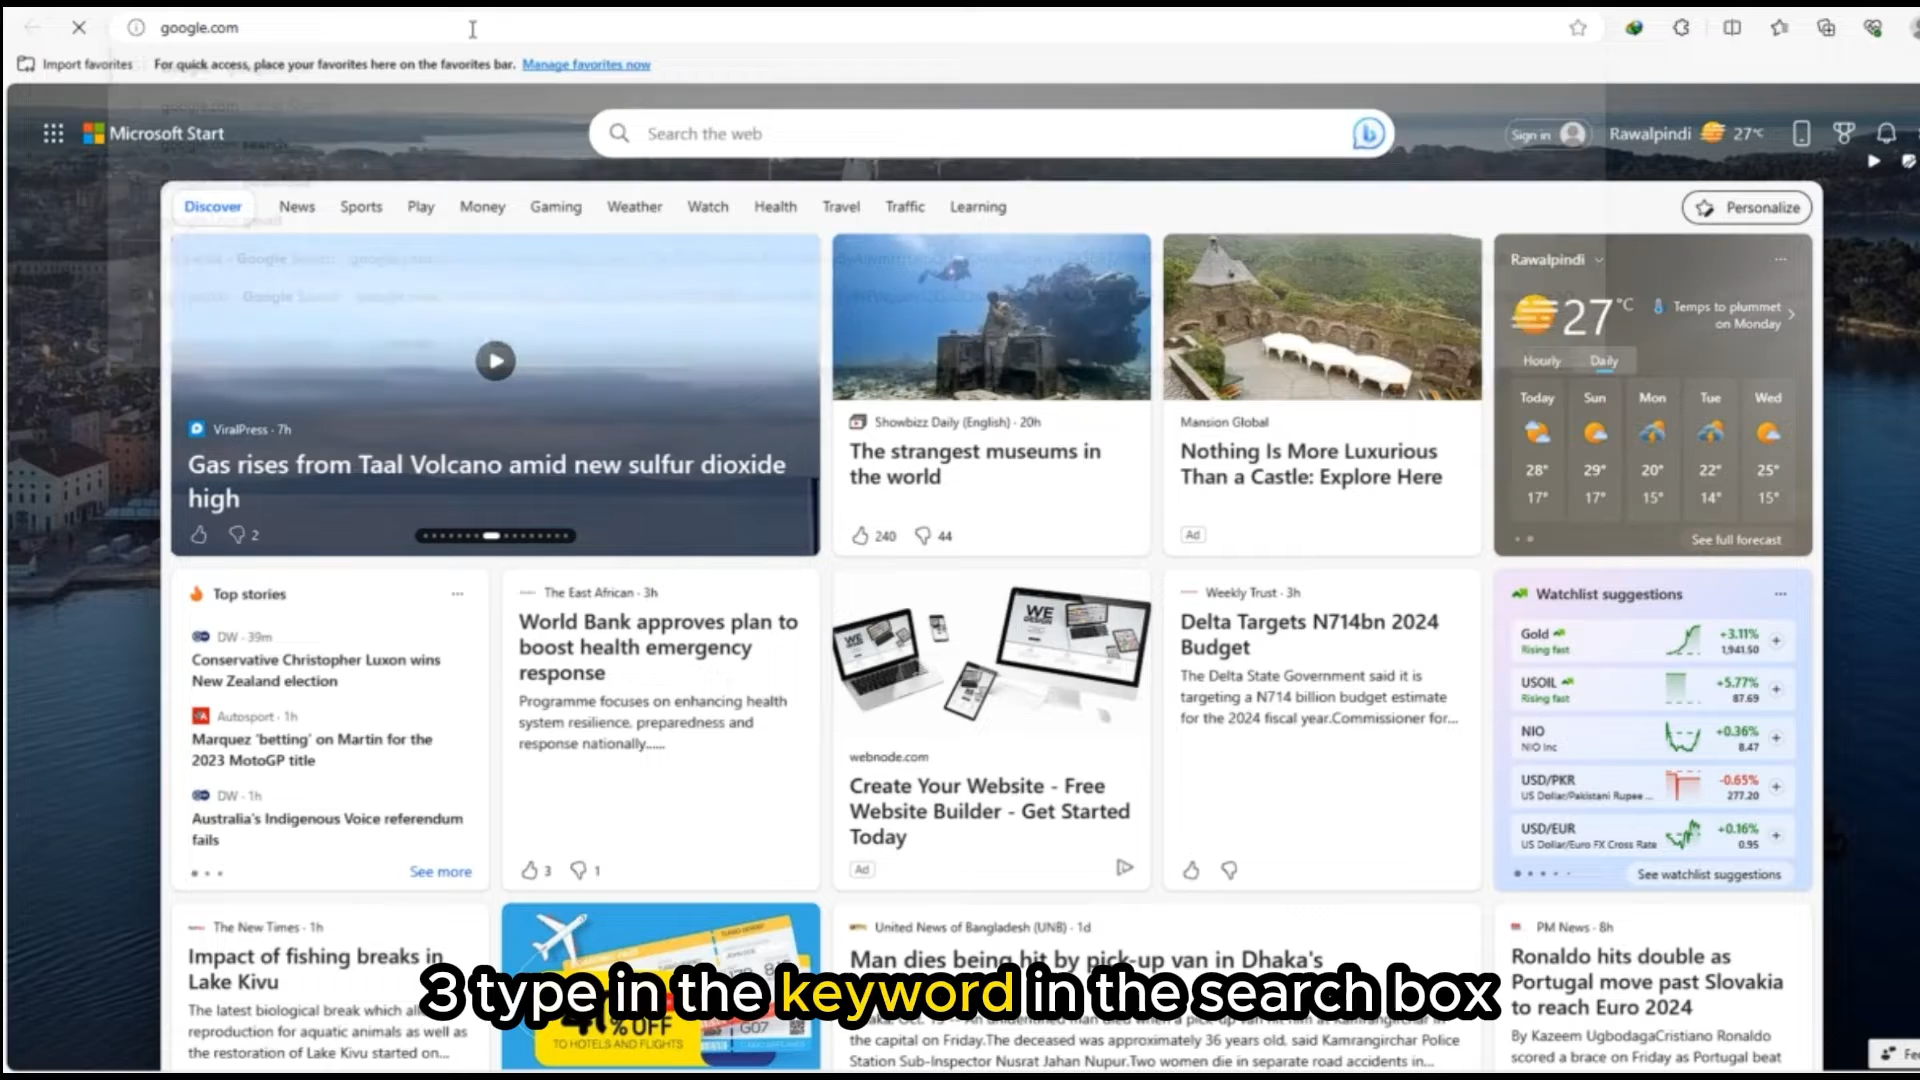 google.com
Import favorites For quick access, place your favorites here on the favorites bar. Manage favorites now
Microsoft Start
Search the web
Sign in
Rawalpindi 27°C
Discover News Sports Play Money Gaming Weather Watch Health Travel Traffic Learning
Personalize
ViralPress · 7h
Gas rises from Taal Volcano amid new sulfur dioxide
high
2
Showbizz Daily (English) · 20h
The strangest museums in
the world
240 44
Mansion Global
Nothing Is More Luxurious
Than a Castle: Explore Here
Ad
Rawalpindi
27°C
Temps to plummet
on Monday
Hourly Daily
Today Sun Mon Tue Wed
28° 29° 20° 22° 25°
17° 17° 15° 14° 15°
See full forecast
Top stories
DW · 39m
Conservative Christopher Luxon wins
New Zealand election
Autosport · 1h
Marquez 'betting' on Martin for the
2023 MotoGP title
DW · 1h
Australia's Indigenous Voice referendum
fails
See more
The East African · 3h
World Bank approves plan to
boost health emergency
response
Programme focuses on enhancing health
system resilience, preparedness and
response nationally......
3 1
WE
WE
DESIGN
webnode.com
Create Your Website - Free
Website Builder - Get Started
Today
Ad
Weekly Trust · 3h
Delta Targets N714bn 2024
Budget
The Delta State Government said it is
targeting a N714 billion budget estimate
for the 2024 fiscal year.Commissioner for...
Watchlist suggestions
Gold +3.11%
Rising fast 1,941.50
USOIL +5.77%
Rising fast 87.69
NIO +0.36%
NIO Inc 8.47
USD/PKR -0.65%
US Dollar/Pakistani Rupee ... 277.20
USD/EUR +0.16%
US Dollar/Euro FX Cross Rate 0.95
See watchlist suggestions
The New Times · 1h
Impact of fishing breaks in
Lake Kivu
The latest biological break which
reproduction for aquatic animals as well as
the restoration of Lake Kivu started on...
% OFF
TO HOTELS AND FLIGHTS
G07
United News of Bangladesh (UNB) · 1d
Man dies being hit by pick-up van in Dhaka's
the capital on Friday.The deceased was approximately 36 years old, said Kamrangirchar Police
Station Sub-Inspector Nusrat Jahan Nupur.Two women die in separate road accidents in...
PM News · 8h
Ronaldo hits double as
Portugal move past Slovakia
to reach Euro 2024
By Kazeem UgbodagaCristiano Ronaldo
scored a brace on Friday as Portugal beat
3 type in the keyword in the search box